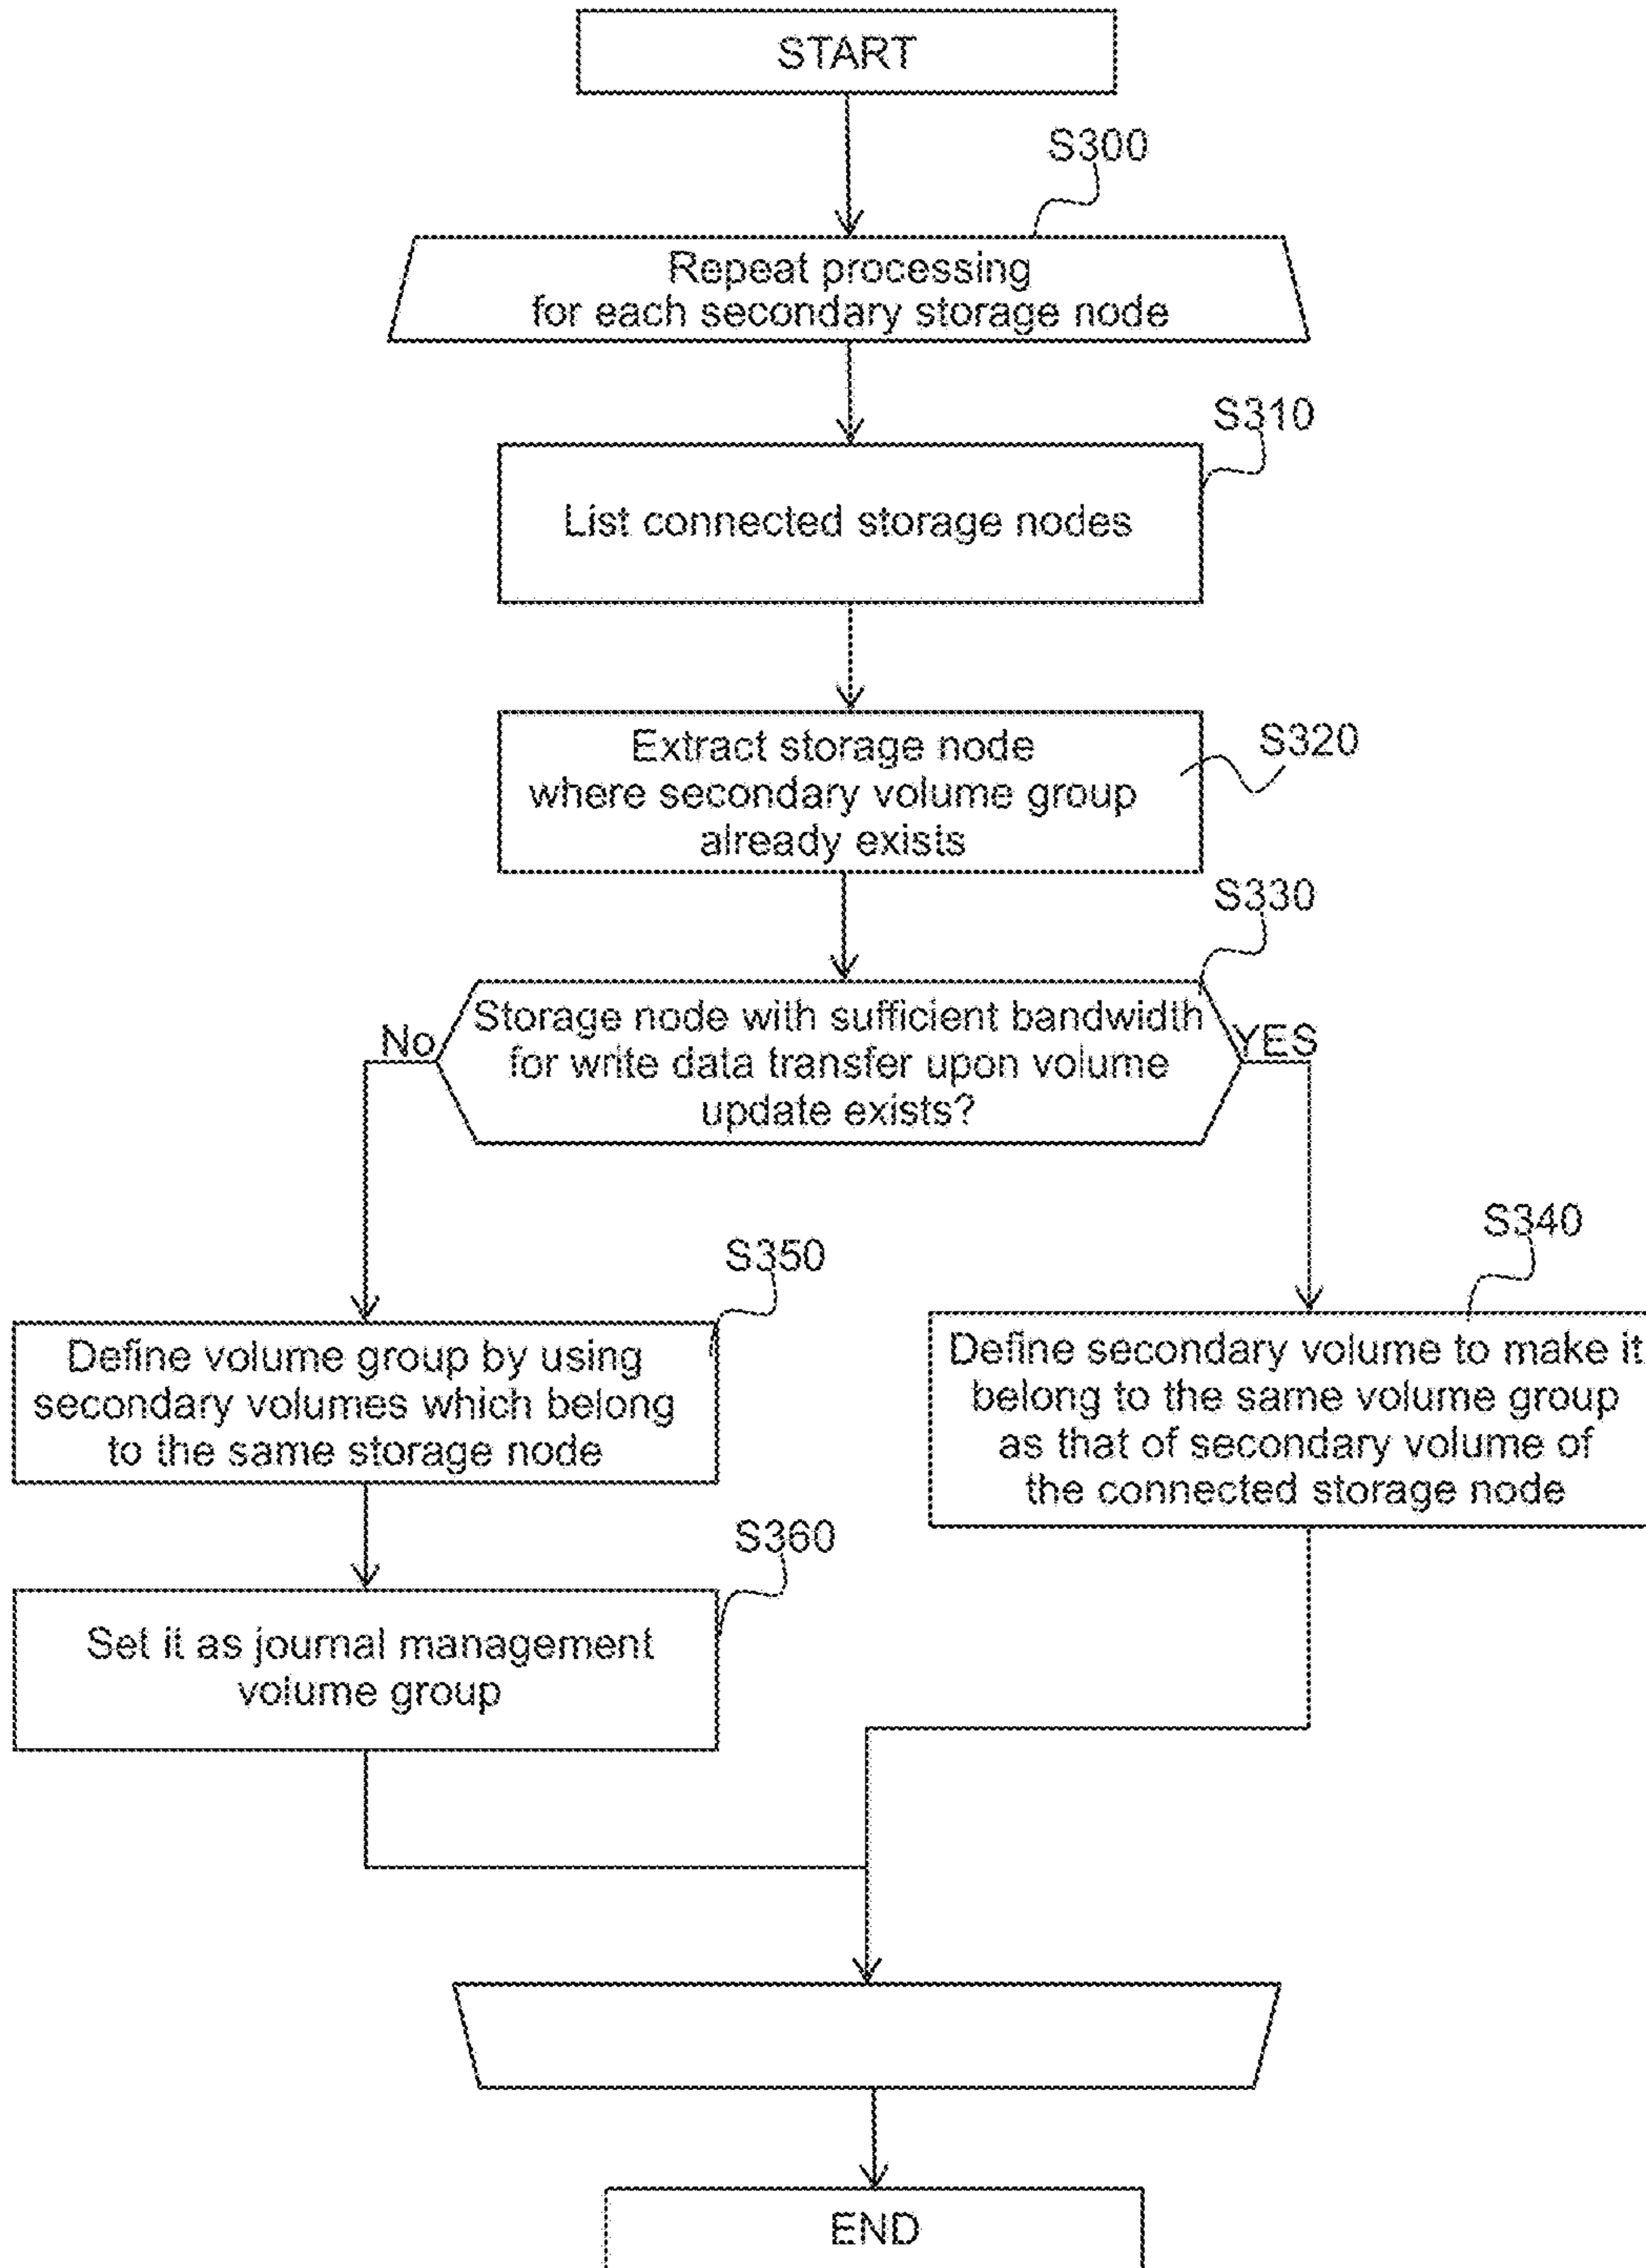 START
S300
Repeat processing
for each secondary storage node
S310
List connected storage nodes
Extract storage node
where secondary volume group
already exists
S320
S330
Storage node with sufficient bandwidth
for write data transfer upon volume
update exists?
No
YES
S350
Define volume group by using
secondary volumes which belong
to the same storage node
S340
Define secondary volume to make it
belong to the same volume group
as that of secondary volume of
the connected storage node
S360
Set it as journal management
volume group
END